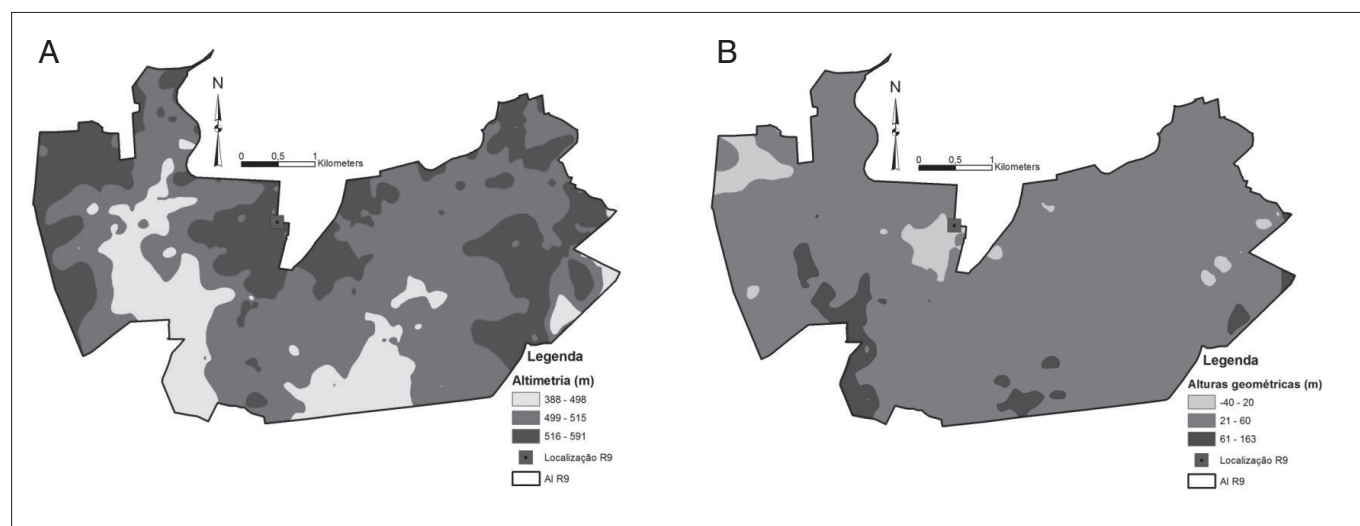 A
N
0 0,5 1
Kilometers
Legenda
Altimetria (m)
388 - 498
499 - 515
516 - 591
Localização R9
AI R9
B
N
0 0,5 1
Kilometers
Legenda
Alturas geométricas (m)
-40 - 20
21 - 60
61 - 163
Localização R9
AI R9